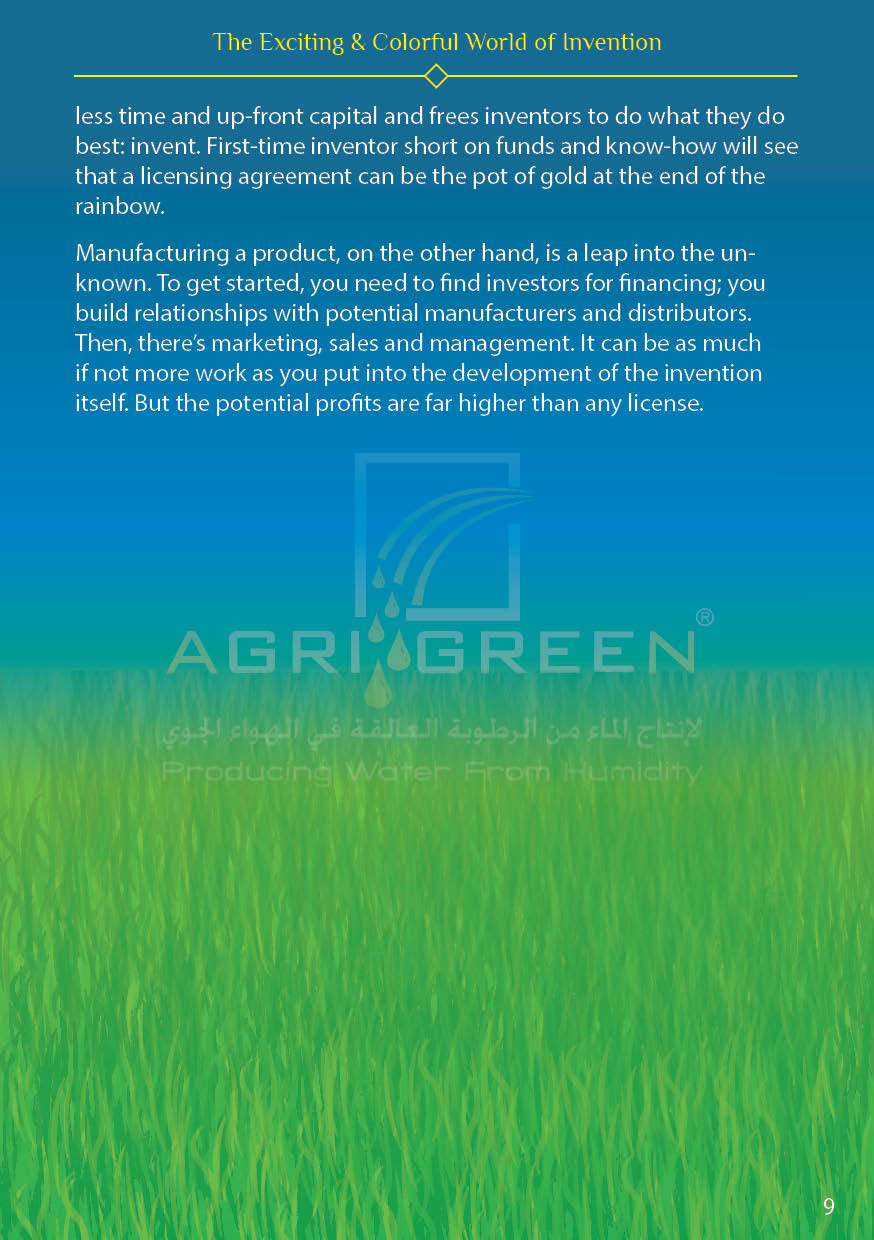 The Exciting & Colorful World of Invention
less time and up-front capital and frees inventors to do what they do
best: invent. First-time inventor short on funds and know-how will see
that a licensing agreement can be the pot of gold at the end of the
rainbow.
Manufacturing a product, on the other hand, is a leap into the un-
known. To get started, you need to find investors for financing; you
build relationships with potential manufacturers and distributors.
Then, there’s marketing, sales and management. It can be as much
if not more work as you put into the development of the invention
itself. But the potential profits are far higher than any license.
AGRI GREEN®
لإنتاج الماء من الرطوبة العالقة في الهواء الجوي
Producing Water From Humidity
9